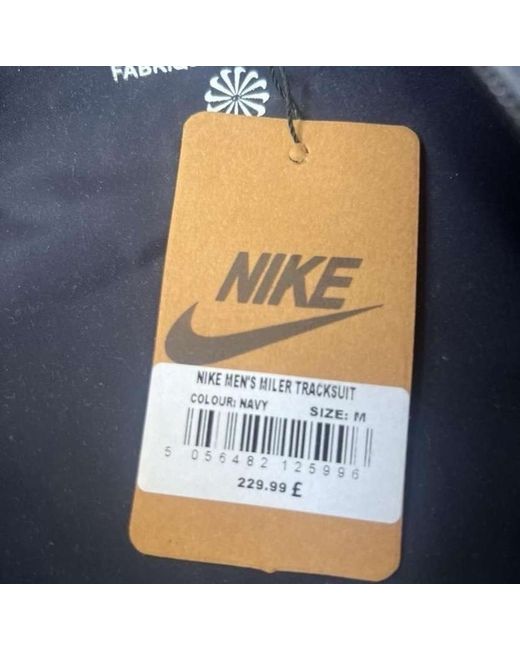 NIKE
NIKE MEN'S MILER TRACKSUIT
COLOUR: NAVY SIZE: M
5 056482 125996
229.99 £